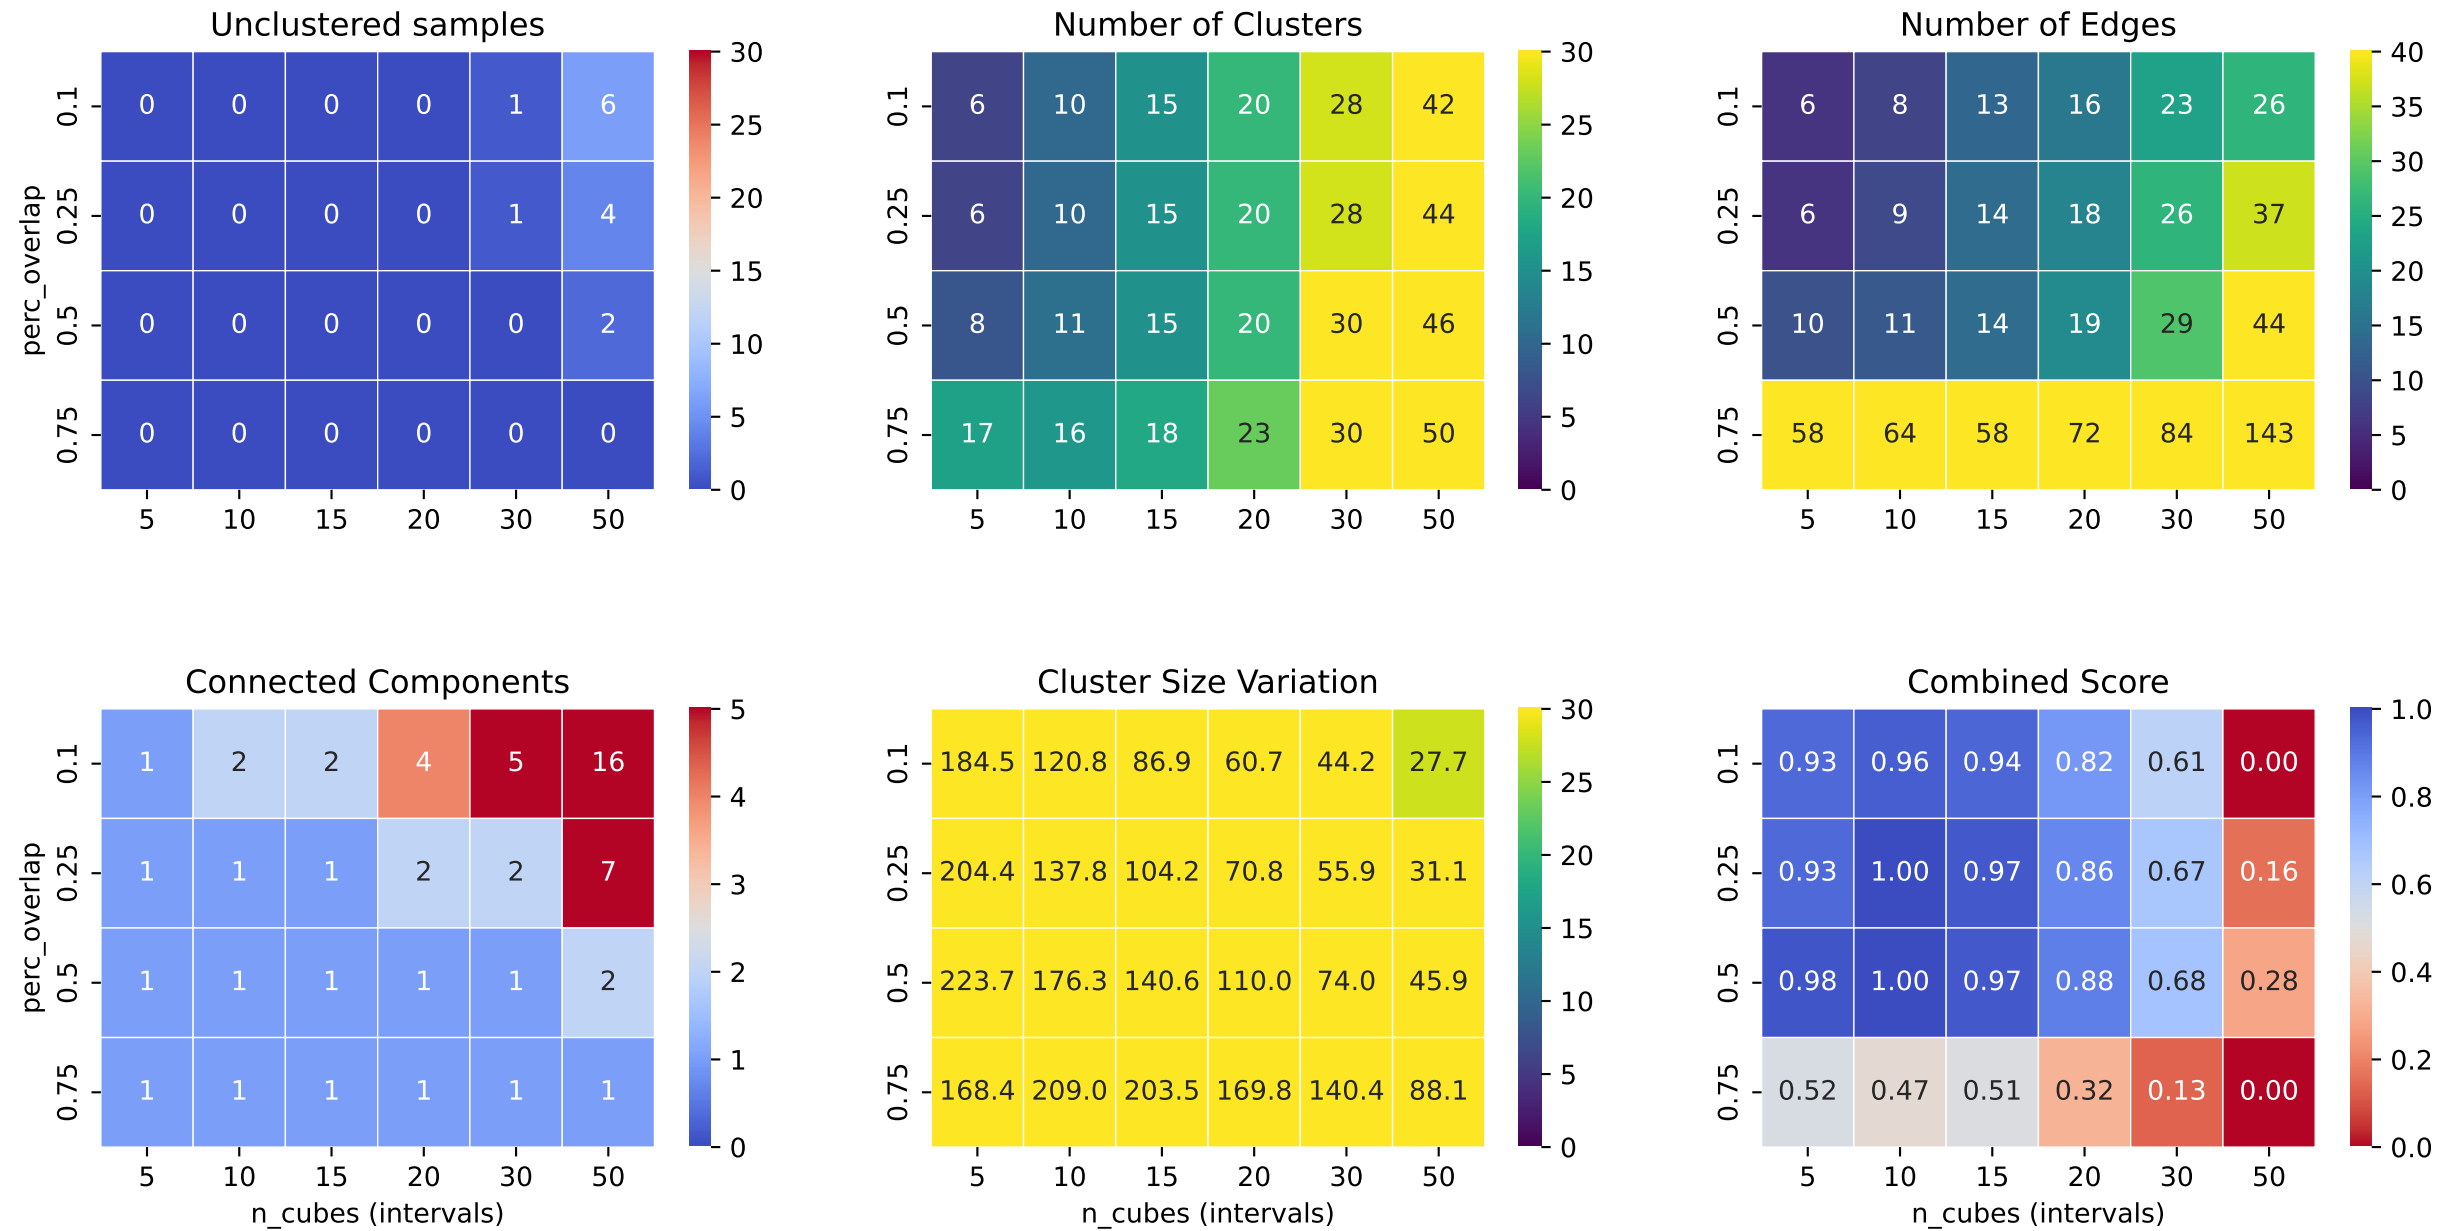 Unclustered samples
30
25
20
15
10
5
0
perc_overlap
0.1 0 0 0 0 1 6
0.25 0 0 0 0 1 4
0.5 0 0 0 0 0 2
0.75 0 0 0 0 0 0
5 10 15 20 30 50
Number of Clusters
30
25
20
15
10
5
0
0.1 6 10 15 20 28 42
0.25 6 10 15 20 28 44
0.5 8 11 15 20 30 46
0.75 17 16 18 23 30 50
5 10 15 20 30 50
Number of Edges
40
35
30
25
20
15
10
5
0
0.1 6 8 13 16 23 26
0.25 6 9 14 18 26 37
0.5 10 11 14 19 29 44
0.75 58 64 58 72 84 143
5 10 15 20 30 50
Connected Components
5
4
3
2
1
0
perc_overlap
0.1 1 2 2 4 5 16
0.25 1 1 1 2 2 7
0.5 1 1 1 1 1 2
0.75 1 1 1 1 1 1
5 10 15 20 30 50
n_cubes (intervals)
Cluster Size Variation
30
25
20
15
10
5
0
0.1 184.5 120.8 86.9 60.7 44.2 27.7
0.25 204.4 137.8 104.2 70.8 55.9 31.1
0.5 223.7 176.3 140.6 110.0 74.0 45.9
0.75 168.4 209.0 203.5 169.8 140.4 88.1
5 10 15 20 30 50
n_cubes (intervals)
Combined Score
1.0
0.8
0.6
0.4
0.2
0.0
0.1 0.93 0.96 0.94 0.82 0.61 0.00
0.25 0.93 1.00 0.97 0.86 0.67 0.16
0.5 0.98 1.00 0.97 0.88 0.68 0.28
0.75 0.52 0.47 0.51 0.32 0.13 0.00
5 10 15 20 30 50
n_cubes (intervals)